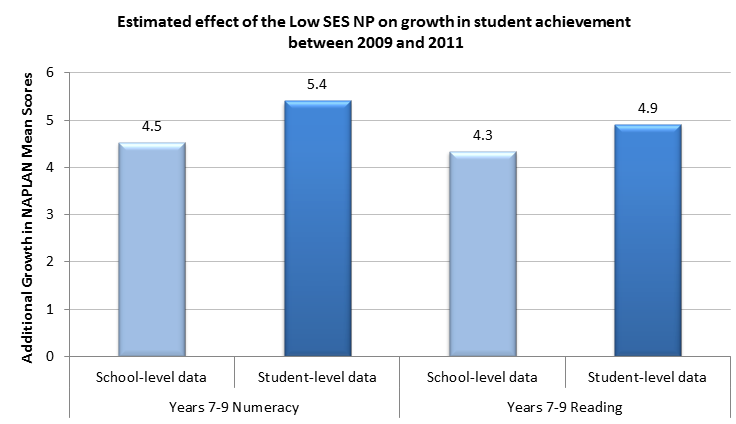 Estimated effect of the Low SES NP on growth in student achievement
between 2009 and 2011
Additional Growth in NAPLAN Mean Scores
6
5
4
3
2
1
0
4.5
5.4
4.3
4.9
School-level data
Student-level data
School-level data
Student-level data
Years 7-9 Numeracy
Years 7-9 Reading